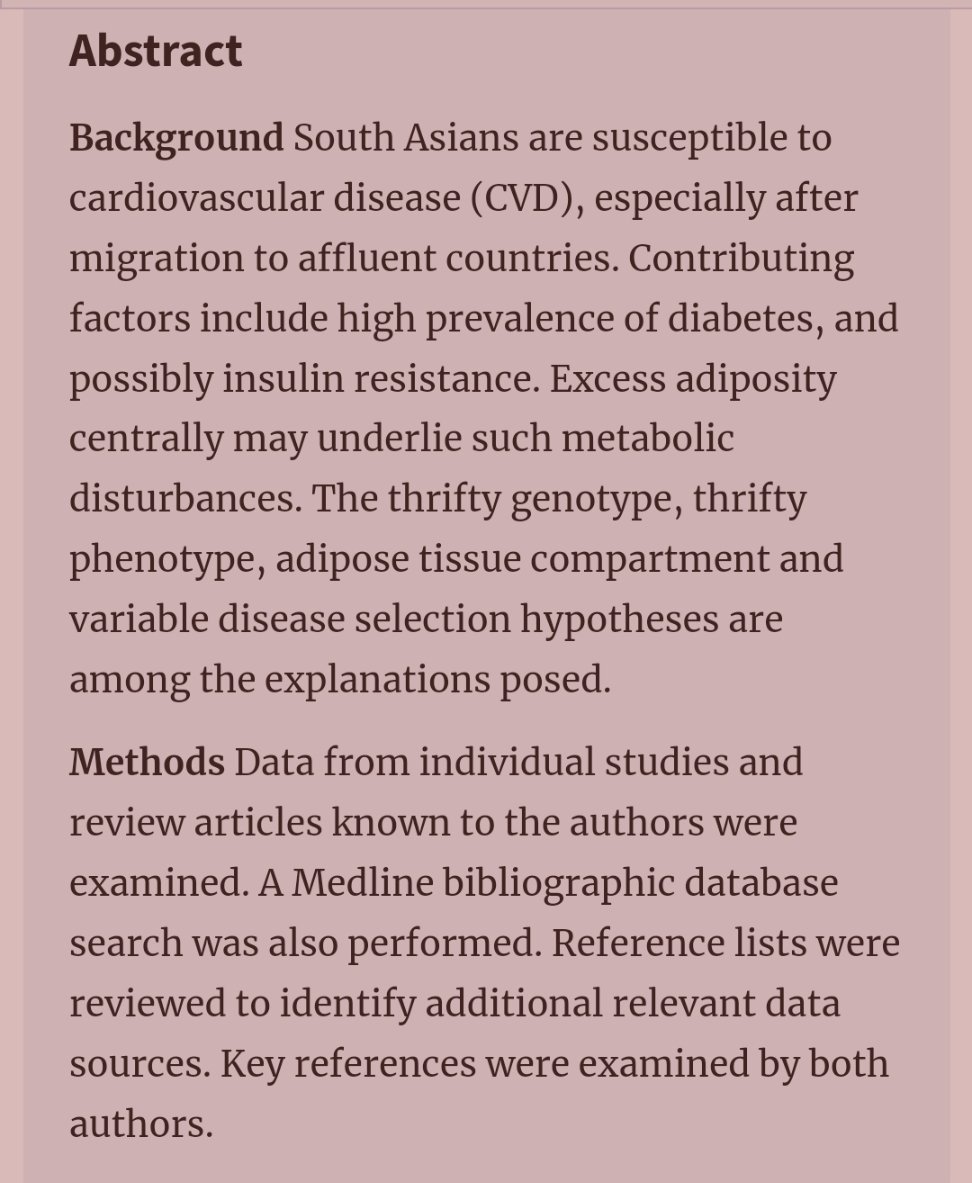 Abstract
Background South Asians are susceptible to
cardiovascular disease (CVD), especially after
migration to affluent countries. Contributing
factors include high prevalence of diabetes, and
possibly insulin resistance. Excess adiposity
centrally may underlie such metabolic
disturbances. The thrifty genotype, thrifty
phenotype, adipose tissue compartment and
variable disease selection hypotheses are
among the explanations posed.
Methods Data from individual studies and
review articles known to the authors were
examined. A Medline bibliographic database
search was also performed. Reference lists were
reviewed to identify additional relevant data
sources. Key references were examined by both
authors.